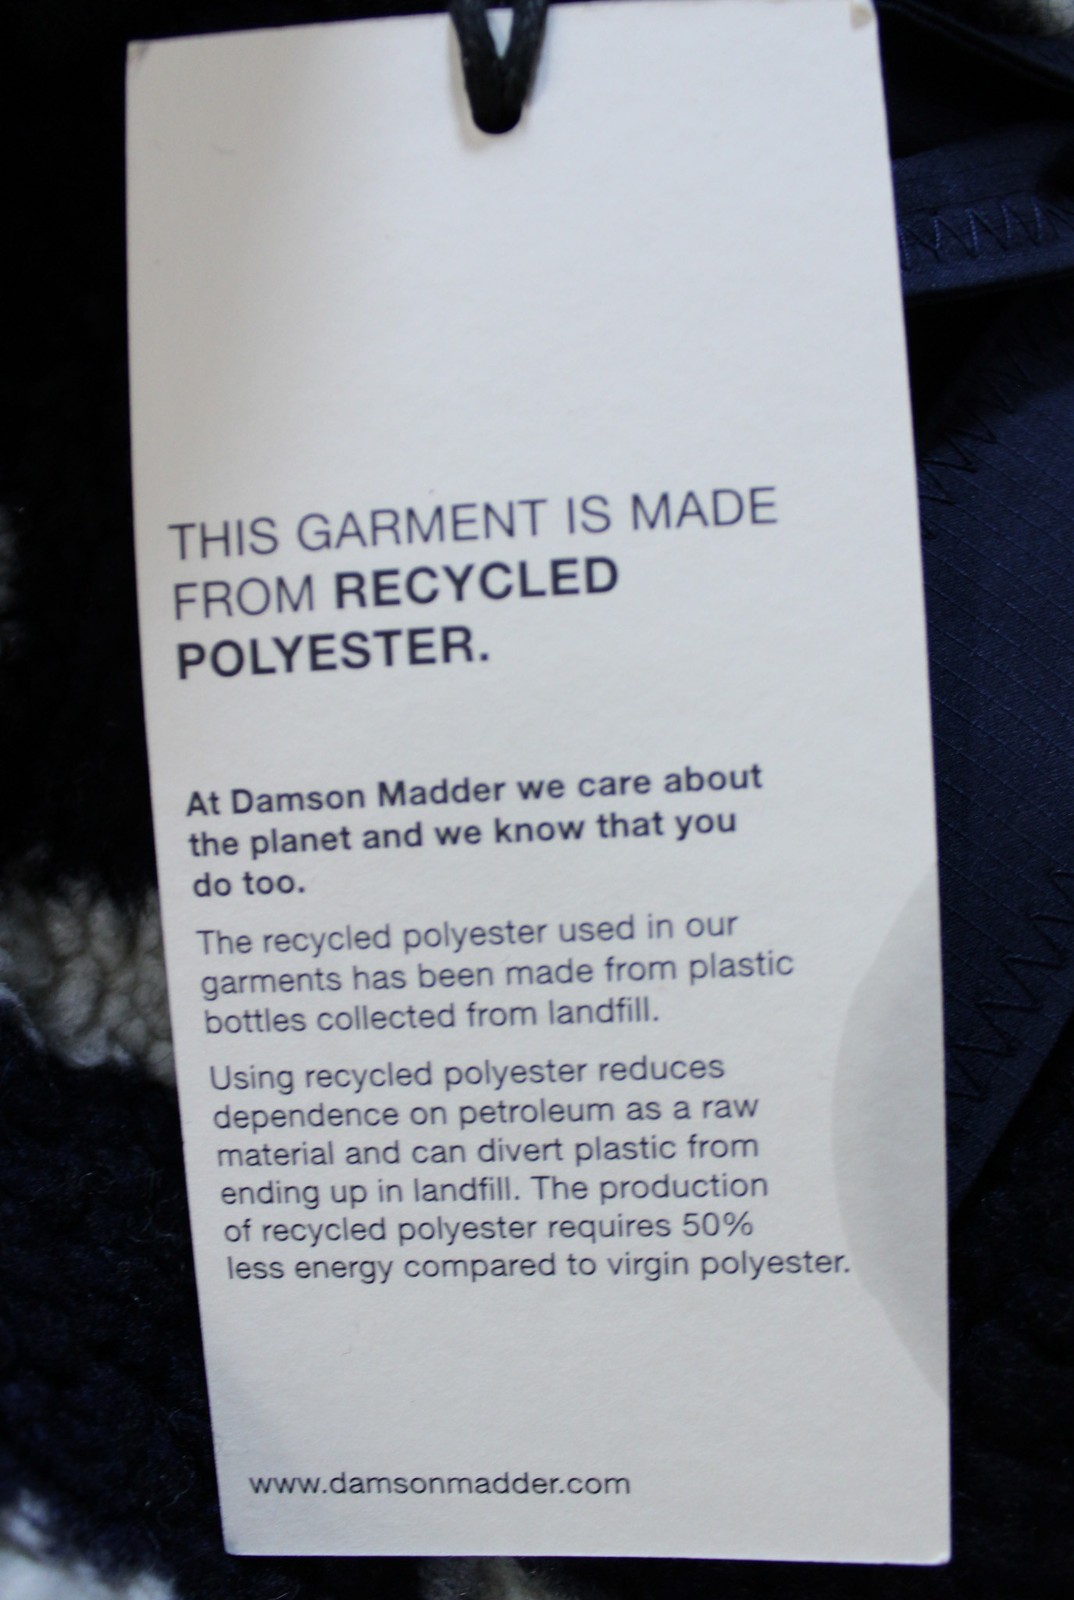 THIS GARMENT IS MADE
FROM RECYCLED
POLYESTER.
At Damson Madder we care about
the planet and we know that you
do too.
The recycled polyester used in our
garments has been made from plastic
bottles collected from landfill.
Using recycled polyester reduces
dependence on petroleum as a raw
material and can divert plastic from
ending up in landfill. The production
of recycled polyester requires 50%
less energy compared to virgin polyester.
www.damsonmadder.com